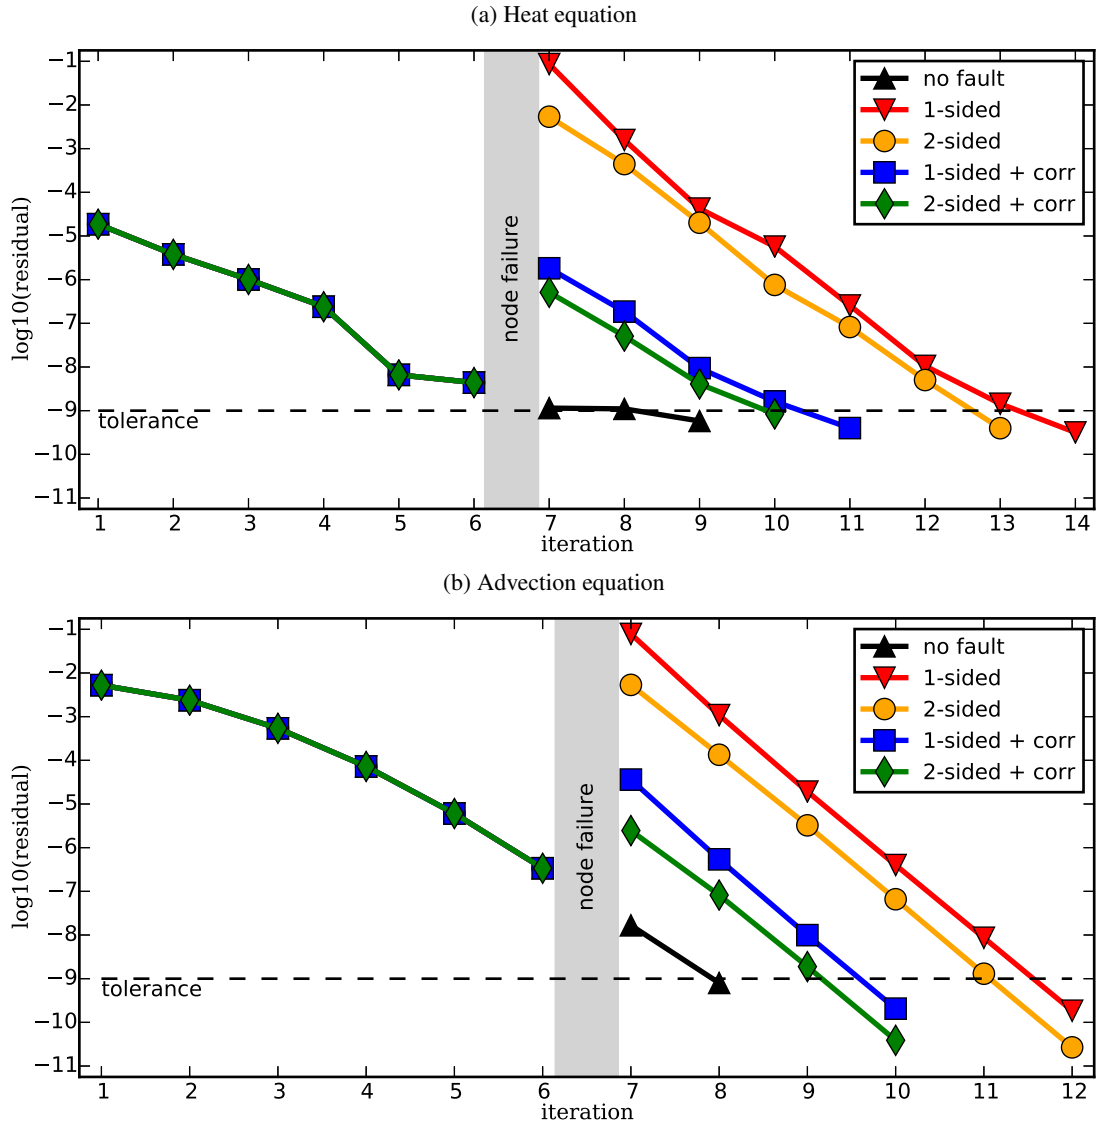 (a) Heat equation
−1
−2
−3
−4
−5
−6
−7
−8
−9
−10
−11
log10(residual)
tolerance
node failure
no fault
1-sided
2-sided
1-sided + corr
2-sided + corr
1 2 3 4 5 6 7 8 9 10 11 12 13 14
iteration
(b) Advection equation
−1
−2
−3
−4
−5
−6
−7
−8
−9
−10
−11
log10(residual)
tolerance
node failure
no fault
1-sided
2-sided
1-sided + corr
2-sided + corr
1 2 3 4 5 6 7 8 9 10 11 12
iteration